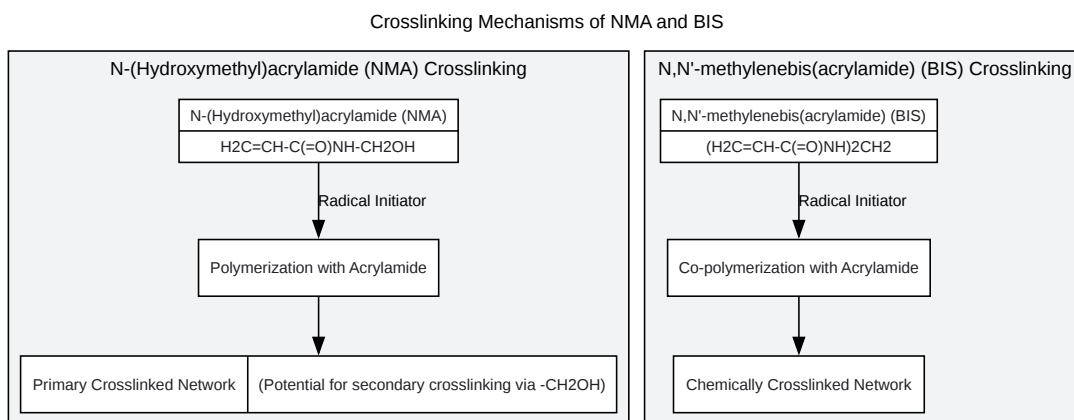 Crosslinking Mechanisms of NMA and BIS
N-(Hydroxymethyl)acrylamide (NMA) Crosslinking
N-(Hydroxymethyl)acrylamide (NMA)
H2C=CH-C(=O)NH-CH2OH
Radical Initiator
Polymerization with Acrylamide
Primary Crosslinked Network
(Potential for secondary crosslinking via -CH2OH)
N,N'-methylenebis(acrylamide) (BIS) Crosslinking
N,N'-methylenebis(acrylamide) (BIS)
(H2C=CH-C(=O)NH)2CH2
Radical Initiator
Co-polymerization with Acrylamide
Chemically Crosslinked Network